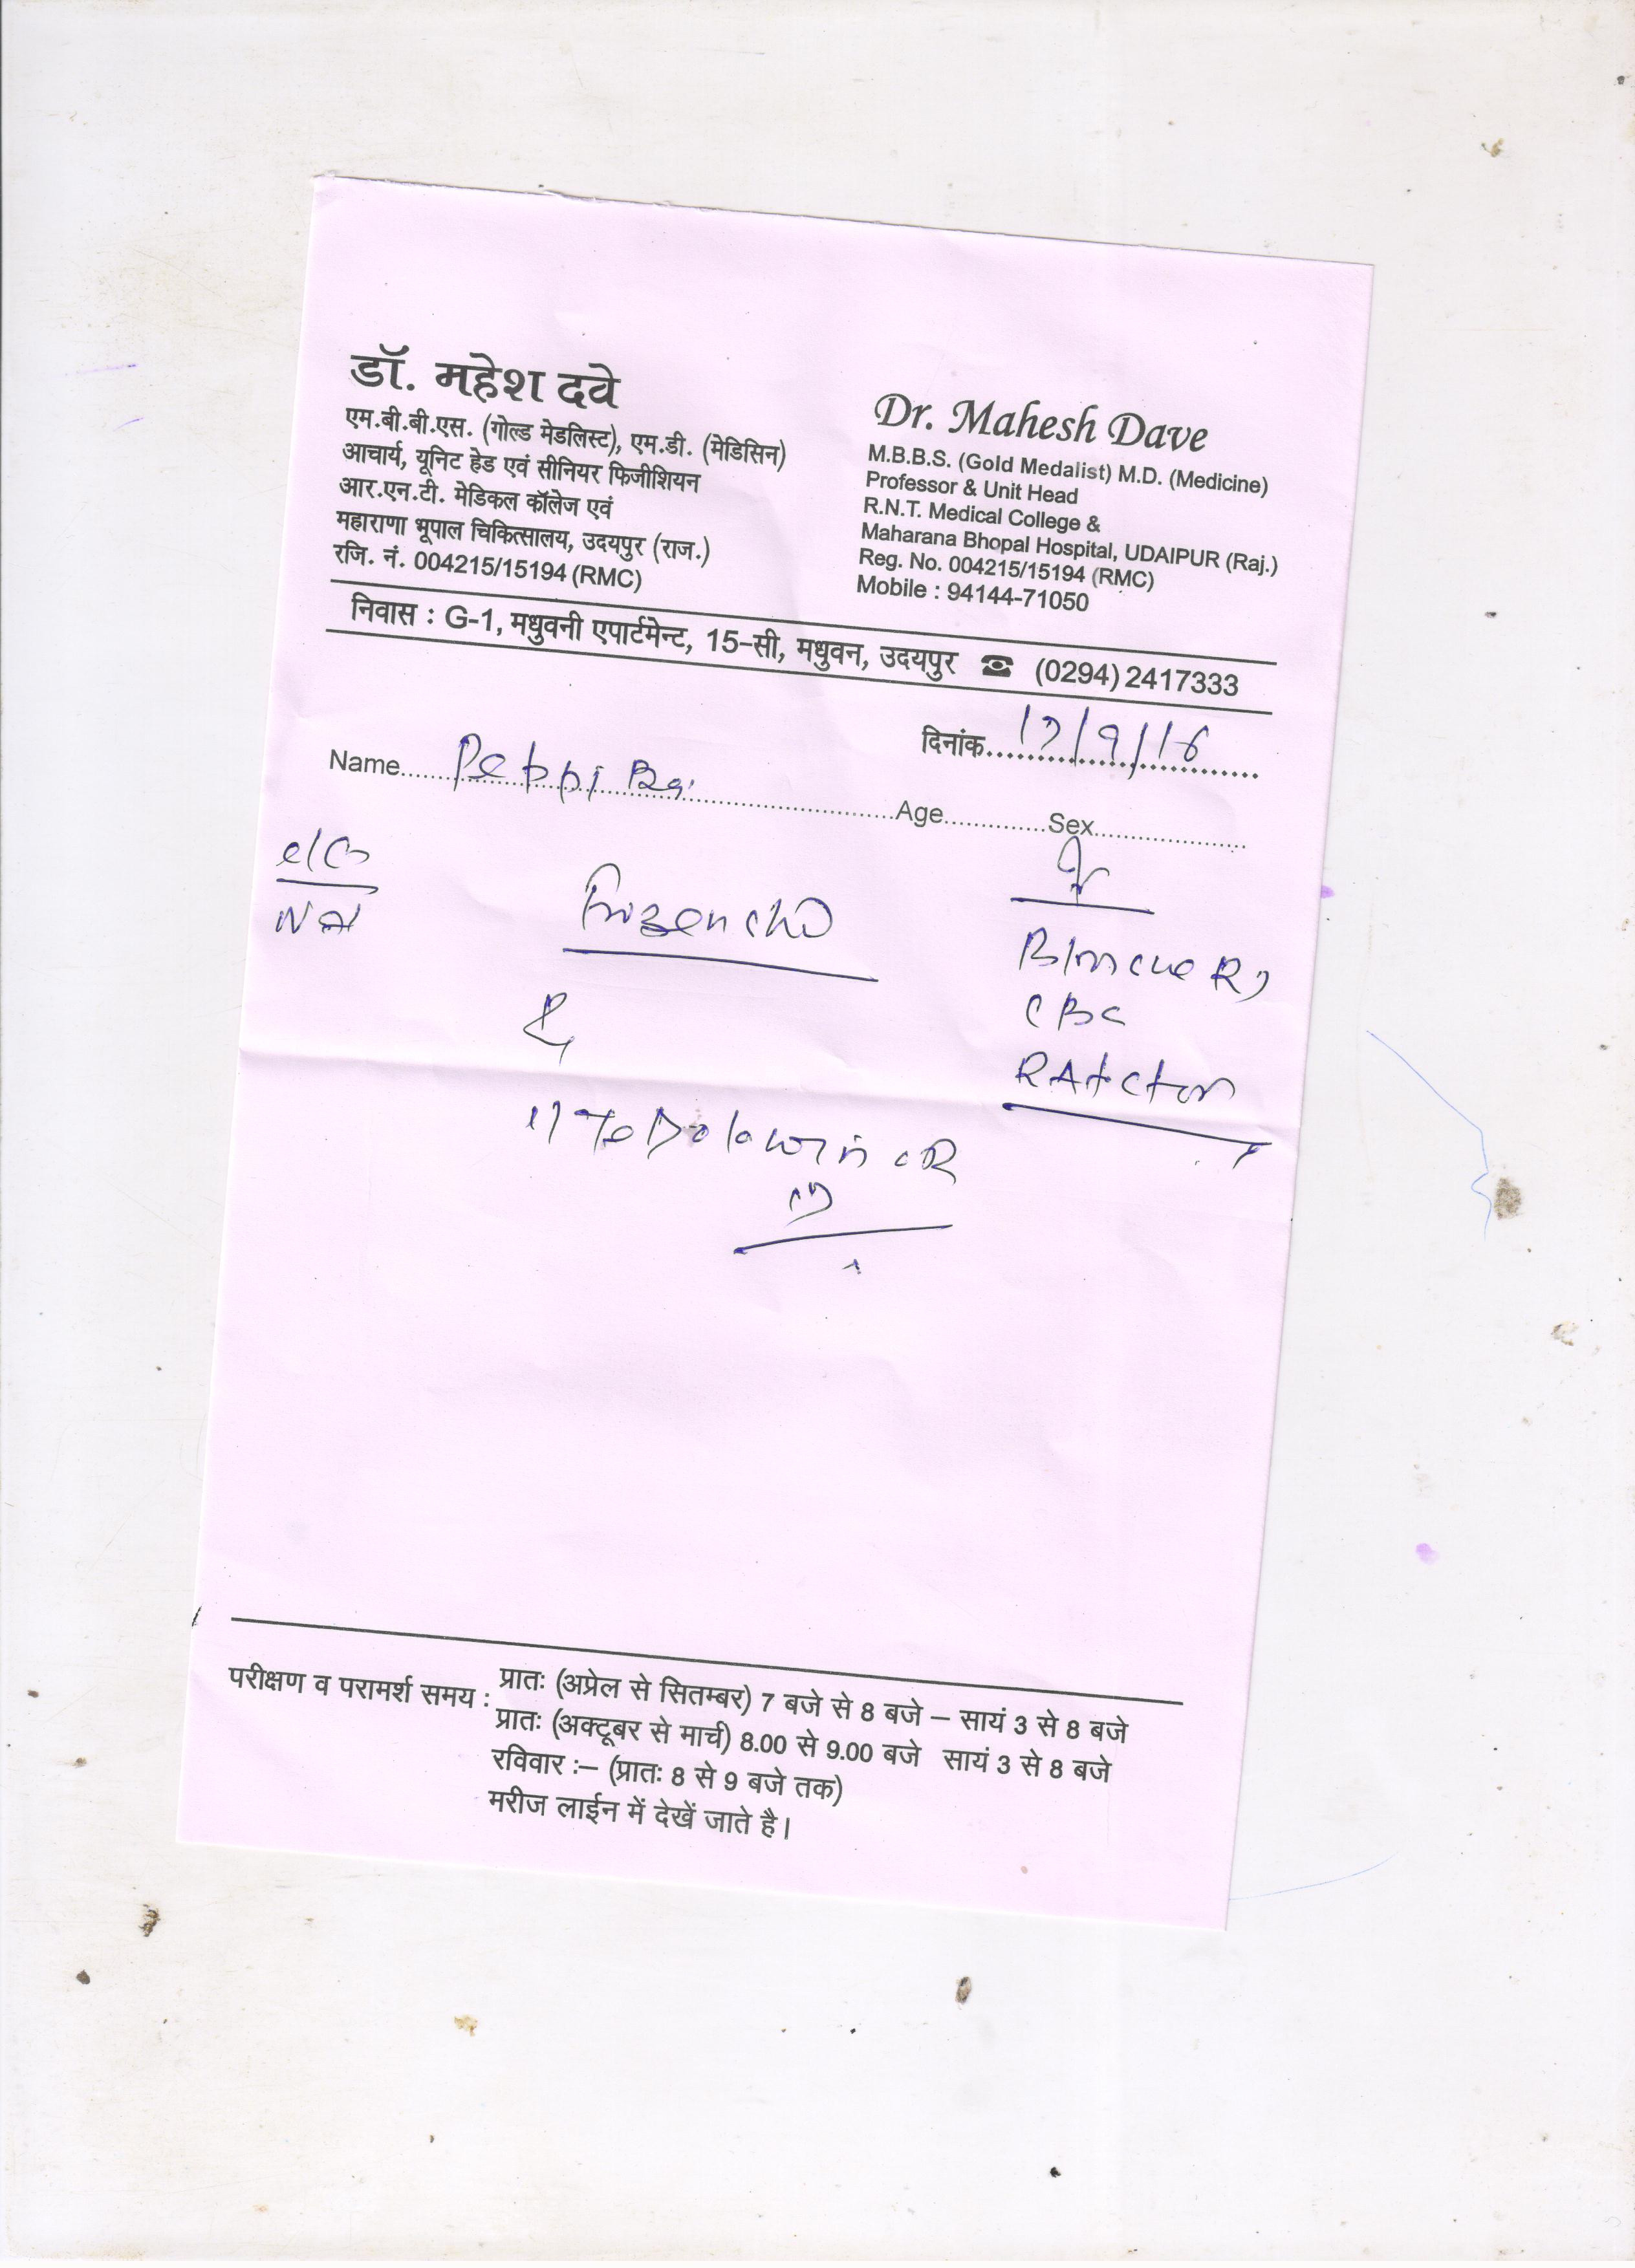 डॉ. महेश दवे
एम.बी.बी.एस. (गोल्ड मेडलिस्ट), एम.डी. (मेडिसिन)
आचार्य, यूनिट हेड एवं सीनियर फिजीशियन
आर.एन.टी. मेडिकल कॉलेज एवं
महाराणा भूपाल चिकित्सालय, उदयपुर (राज.)
रजि. नं. 004215/15194 (RMC)
Dr. Mahesh Dave
M.B.B.S. (Gold Medalist) M.D. (Medicine)
Professor & Unit Head
R.N.T. Medical College &
Maharana Bhopal Hospital, UDAIPUR (Raj.)
Reg. No. 004215/15194 (RMC)
Mobile : 94144-71050
निवास : G-1, मधुवनी एपार्टमेन्ट, 15-सी, मधुवन, उदयपुर ☎ (0294) 2417333
दिनांक 17/9/16
Name Bai Age Sex
CBC
परीक्षण व परामर्श समय : प्रातः (अप्रेल से सितम्बर) 7 बजे से 8 बजे – सायं 3 से 8 बजे
प्रातः (अक्टूबर से मार्च) 8.00 से 9.00 बजे सायं 3 से 8 बजे
रविवार :– (प्रातः 8 से 9 बजे तक)
मरीज लाईन में देखें जाते है।